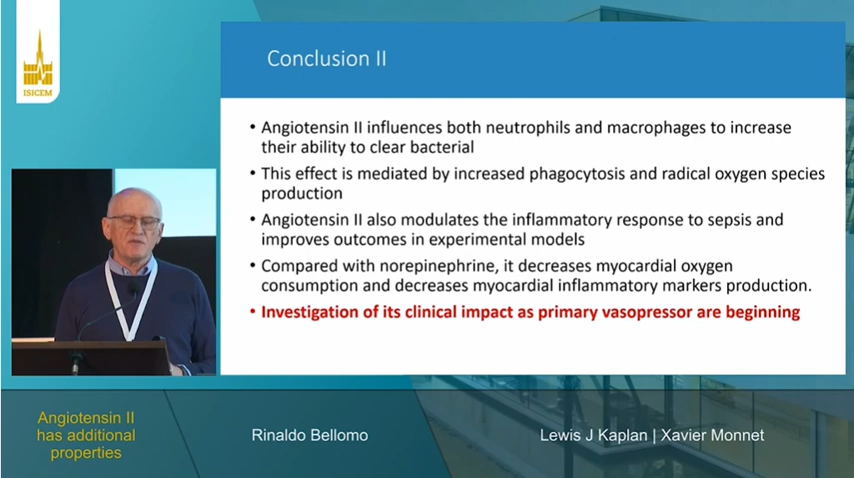 ISICEM
Conclusion II
• Angiotensin II influences both neutrophils and macrophages to increase
their ability to clear bacterial
• This effect is mediated by increased phagocytosis and radical oxygen species
production
• Angiotensin II also modulates the inflammatory response to sepsis and
improves outcomes in experimental models
• Compared with norepinephrine, it decreases myocardial oxygen
consumption and decreases myocardial inflammatory markers production.
• Investigation of its clinical impact as primary vasopressor are beginning
Angiotensin II
has additional
properties
Rinaldo Bellomo
Lewis J Kaplan | Xavier Monnet